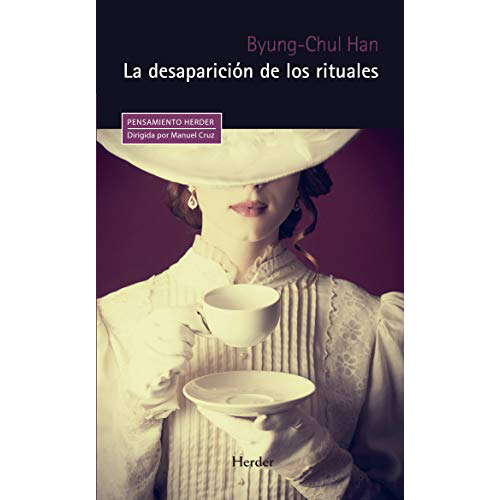 Byung-Chul Han
La desaparición de los rituales
PENSAMIENTO HERDER
Dirigida por Manuel Cruz
Herder